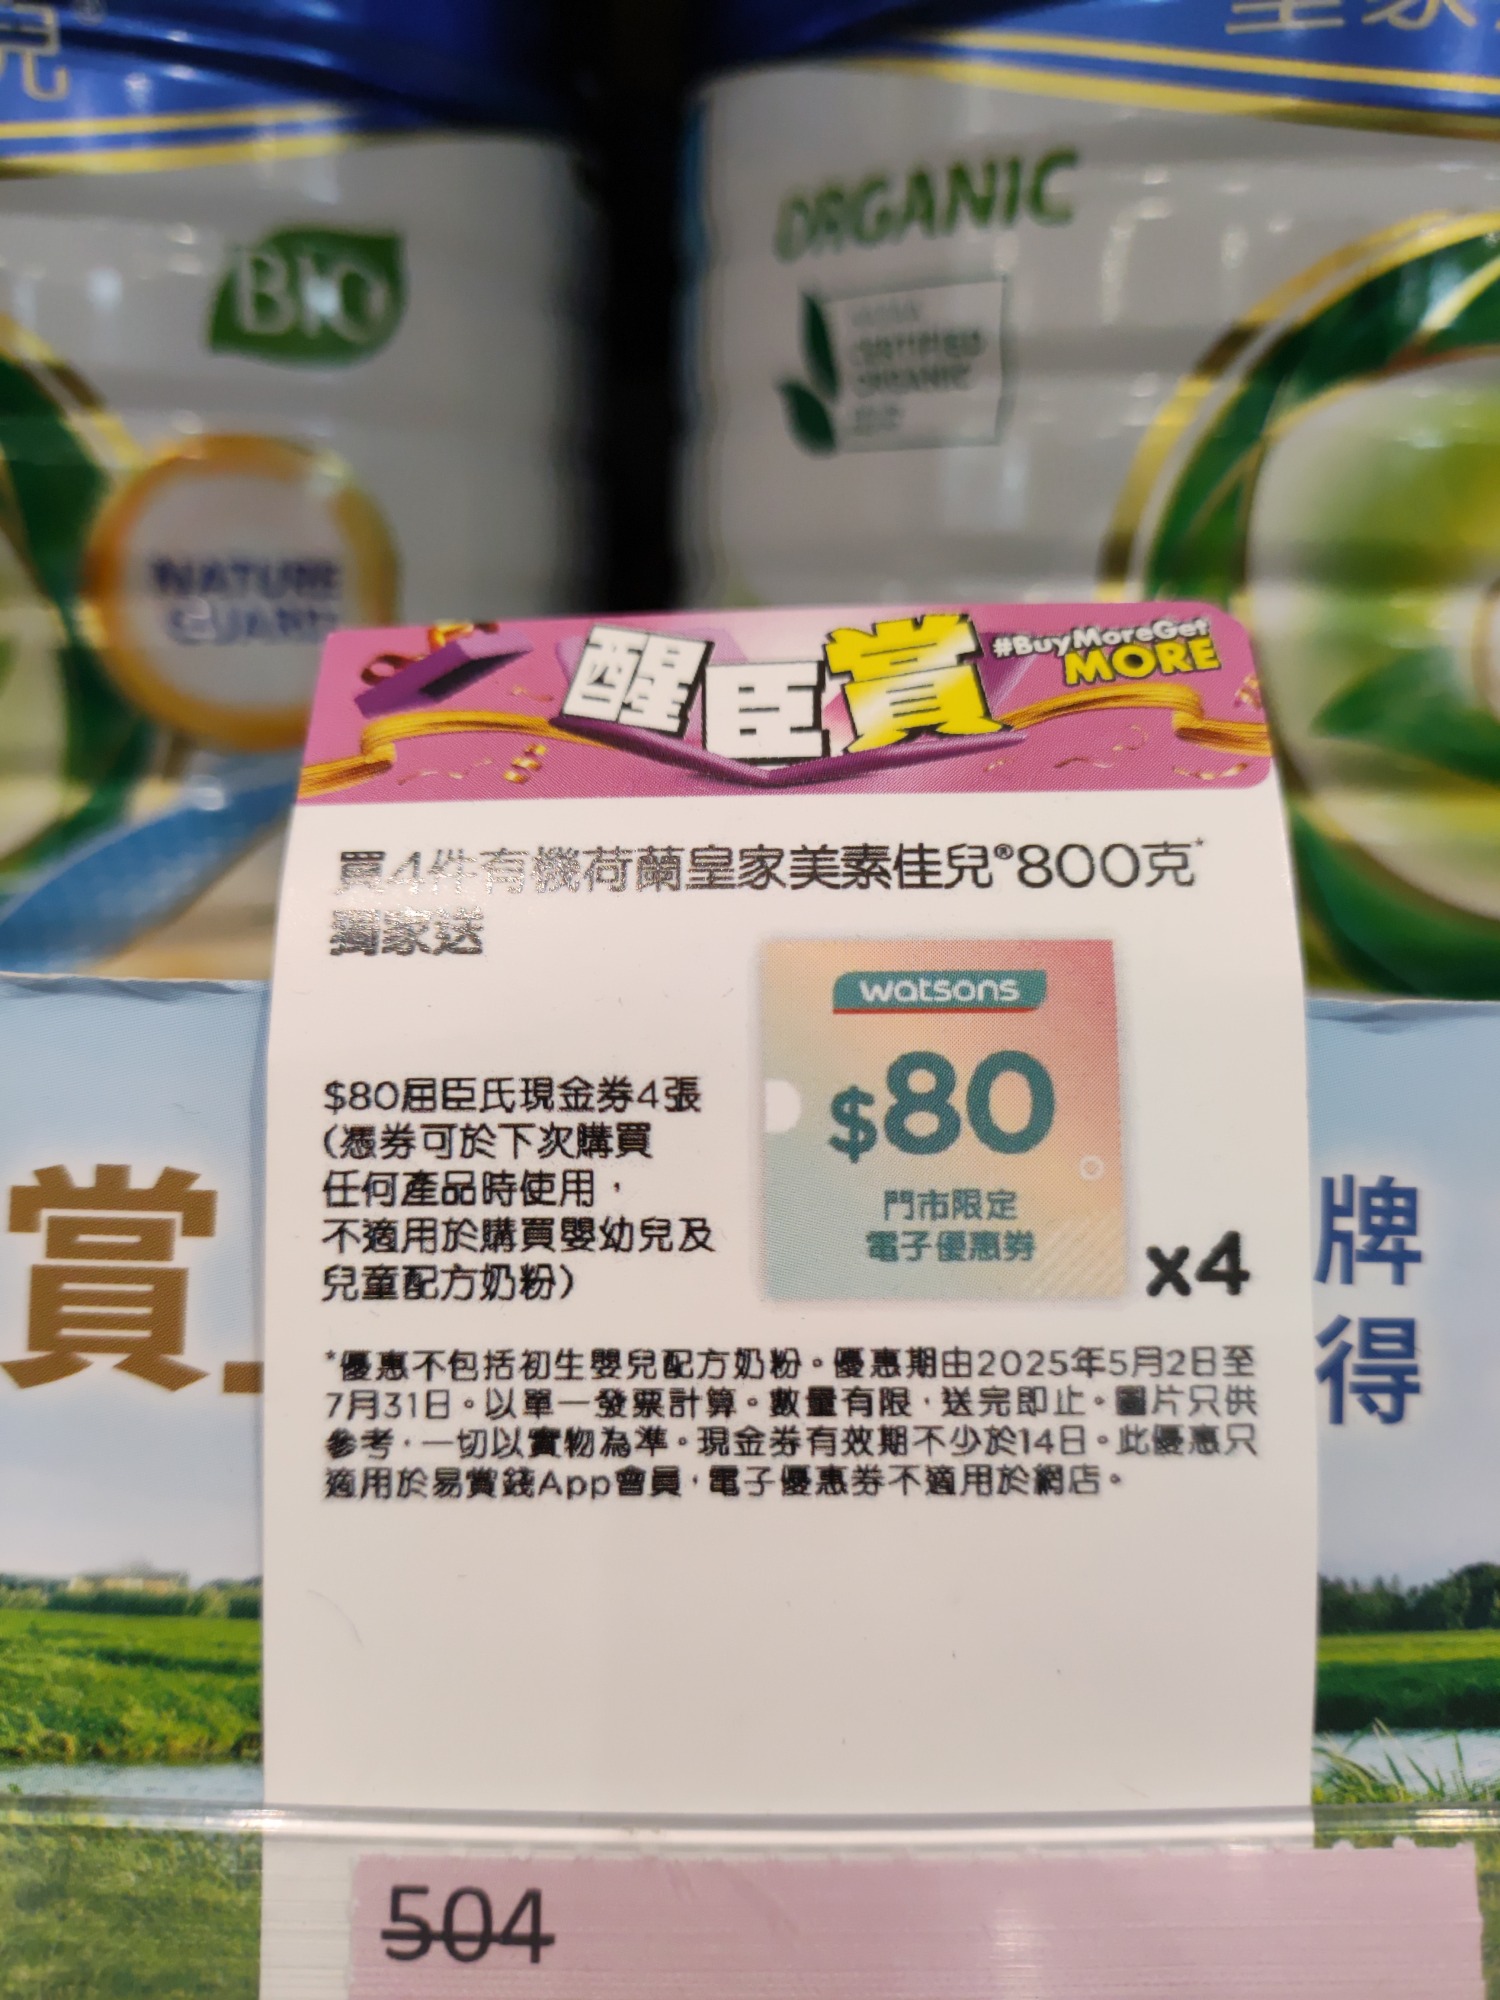 兒
皇家
BIO
ORGANIC
CERTIFIED
ORGANIC
NATURE
GUARD
醒臣賞
#BuyMoreGet
MORE
買4件有機荷蘭皇家美素佳兒®800克*
獨家送
watsons
$80
門市限定
電子優惠券
x4
$80屈臣氏現金券4張
(憑券可於下次購買
任何產品時使用，
不適用於購買嬰幼兒及
兒童配方奶粉)
*優惠不包括初生嬰兒配方奶粉。優惠期由2025年5月2日至
7月31日。以單一發票計算。數量有限，送完即止。圖片只供
參考，一切以實物為準。現金券有效期不少於14日。此優惠只
適用於易賞錢App會員，電子優惠券不適用於網店。
賞
牌
得
504